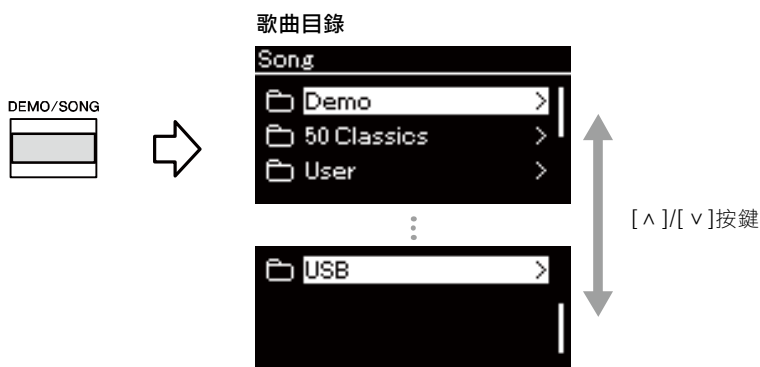 歌曲目錄
Song
DEMO/SONG
Demo >
50 Classics >
User >
[∧]/[∨]按鍵
USB >